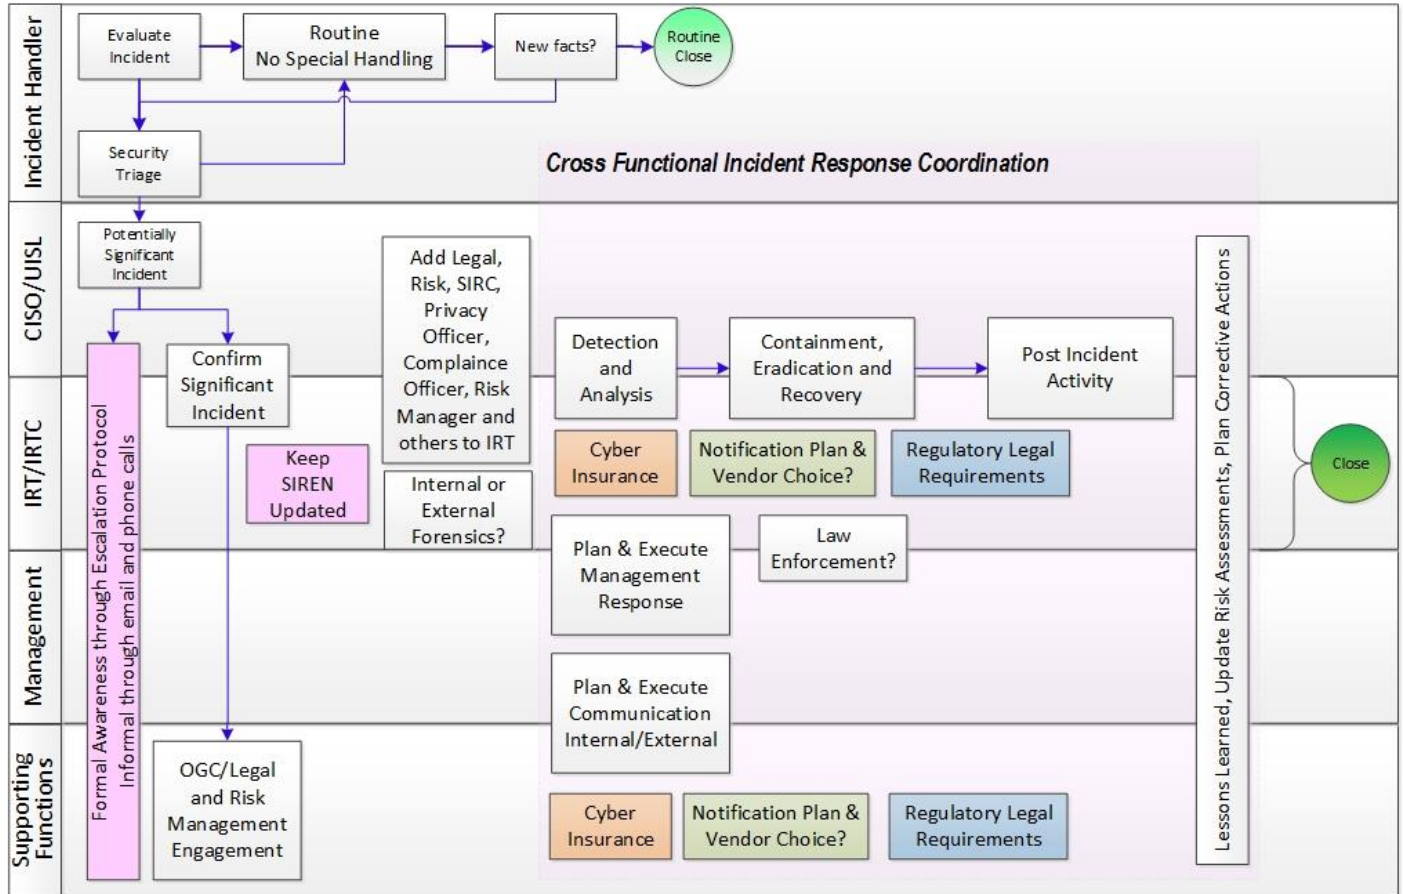 Incident Handler
Evaluate
Incident
Routine
No Special Handling
New facts?
Routine
Close
Security
Triage
Cross Functional Incident Response Coordination
CISO/UISL
Potentially
Significant
Incident
Confirm
Significant
Incident
Add Legal,
Risk, SIRC,
Privacy
Officer,
Complaince
Officer, Risk
Manager and
others to IRT
Detection
and
Analysis
Containment,
Eradication and
Recovery
Post Incident
Activity
Lessons Learned, Update Risk Assessments, Plan Corrective Actions
IRT/IRTC
Formal Awareness through Escalation Protocol
Informal through email and phone calls
Keep
SIREN
Updated
Internal or
External
Forensics?
Cyber
Insurance
Notification Plan &
Vendor Choice?
Regulatory Legal
Requirements
Close
Plan & Execute
Management
Response
Law
Enforcement?
Management
Plan & Execute
Communication
Internal/External
Supporting
Functions
OGC/Legal
and Risk
Management
Engagement
Cyber
Insurance
Notification Plan &
Vendor Choice?
Regulatory Legal
Requirements